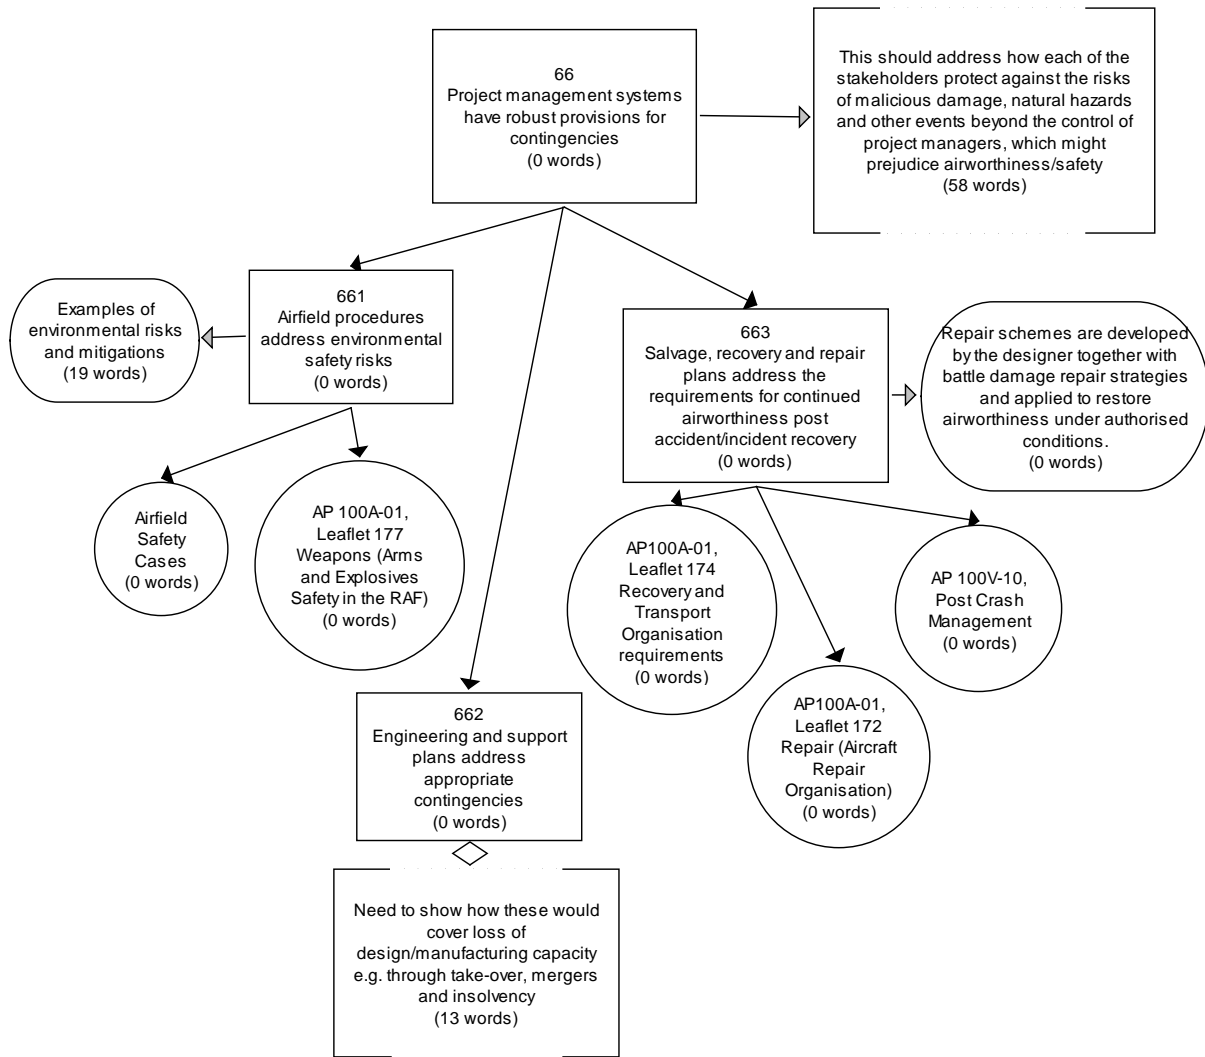 66
Project management systems
have robust provisions for
contingencies
(0 words)
This should address how each of the
stakeholders protect against the risks
of malicious damage, natural hazards
and other events beyond the control of
project managers, which might
prejudice airworthiness/safety
(58 words)
Examples of
environmental risks
and mitigations
(19 words)
661
Airfield procedures
address environmental
safety risks
(0 words)
663
Salvage, recovery and repair
plans address the
requirements for continued
airworthiness post
accident/incident recovery
(0 words)
Repair schemes are developed
by the designer together with
battle damage repair strategies
and applied to restore
airworthiness under authorised
conditions.
(0 words)
Airfield
Safety
Cases
(0 words)
AP 100A-01,
Leaflet 177
Weapons (Arms
and Explosives
Safety in the RAF)
(0 words)
AP100A-01,
Leaflet 174
Recovery and
Transport
Organisation
requirements
(0 words)
AP 100V-10,
Post Crash
Management
(0 words)
AP100A-01,
Leaflet 172
Repair (Aircraft
Repair
Organisation)
(0 words)
662
Engineering and support
plans address
appropriate
contingencies
(0 words)
Need to show how these would
cover loss of
design/manufacturing capacity
e.g. through take-over, mergers
and insolvency
(13 words)